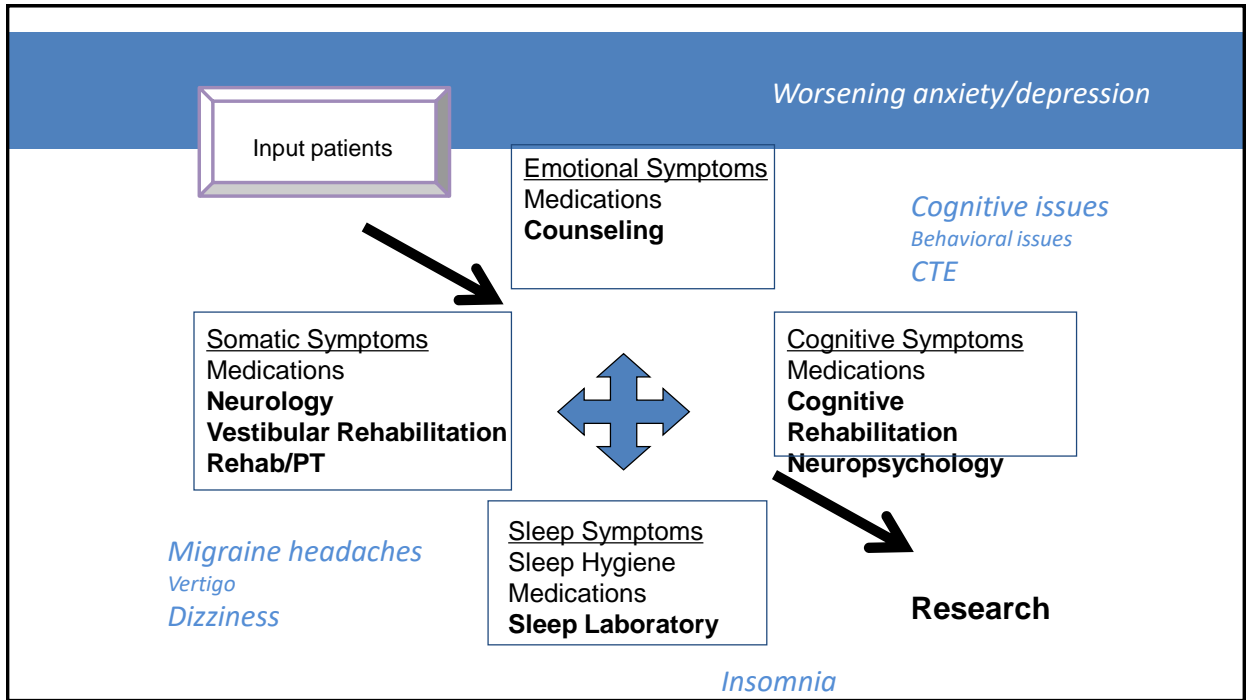 Worsening anxiety/depression
Input patients
Emotional Symptoms
Medications
Counseling
Cognitive issues
Behavioral issues
CTE
Somatic Symptoms
Medications
Neurology
Vestibular Rehabilitation
Rehab/PT
Cognitive Symptoms
Medications
Cognitive
Rehabilitation
Neuropsychology
Migraine headaches
Vertigo
Dizziness
Sleep Symptoms
Sleep Hygiene
Medications
Sleep Laboratory
Research
Insomnia